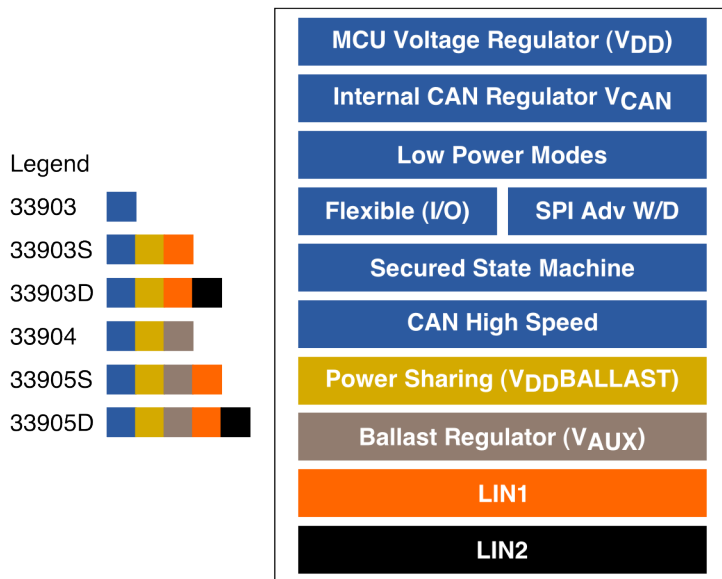 Legend
33903
33903S
33903D
33904
33905S
33905D
MCU Voltage Regulator (VDD)
Internal CAN Regulator VCAN
Low Power Modes
Flexible (I/O)
SPI Adv W/D
Secured State Machine
CAN High Speed
Power Sharing (VDDBALLAST)
Ballast Regulator (VAUX)
LIN1
LIN2